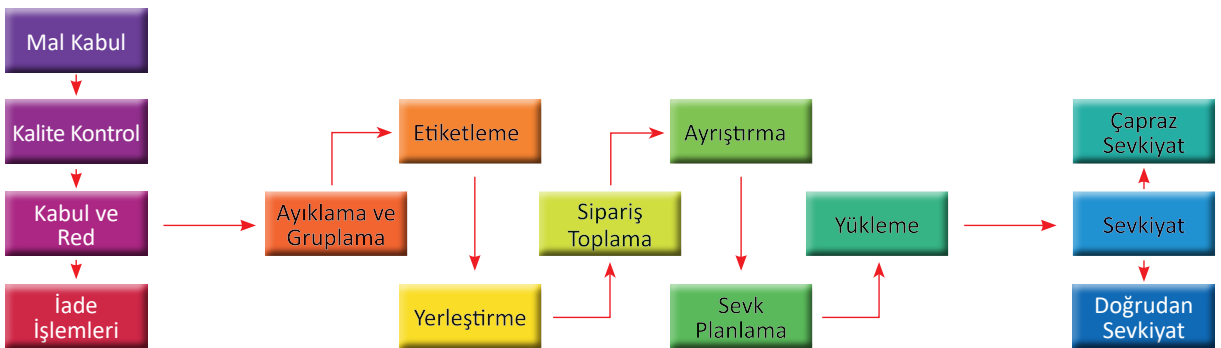 Mal Kabul
Kalite Kontrol
Kabul ve
Red
İade
İşlemleri
Ayıklama ve
Gruplama
Etiketleme
Yerleştirme
Sipariş
Toplama
Ayrıştırma
Sevk
Planlama
Yükleme
Sevkiyat
Çapraz
Sevkiyat
Doğrudan
Sevkiyat